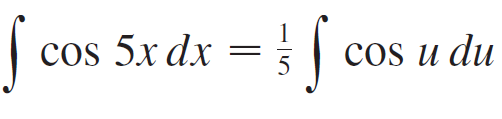 ∫ cos 5x dx = 1/5 ∫ cos u du